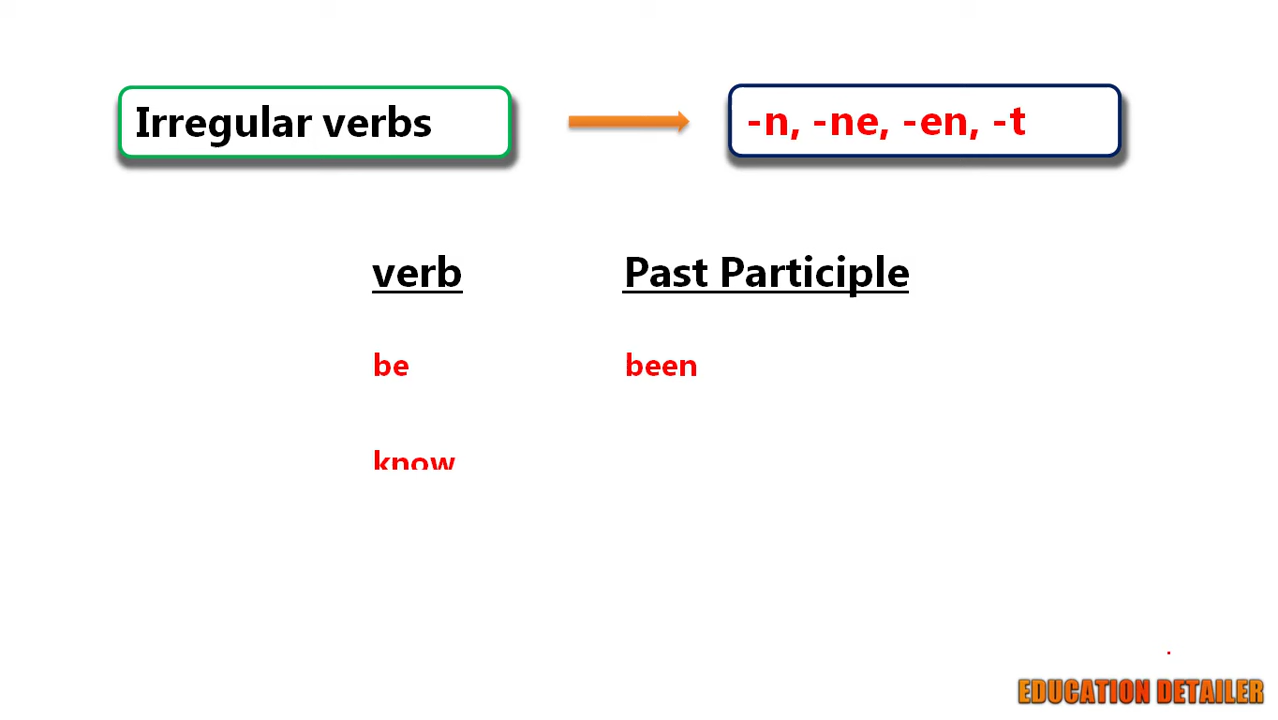 Irregular verbs
-n, -ne, -en, -t
verb Past Participle
be been
know
EDUCATION DETAILER